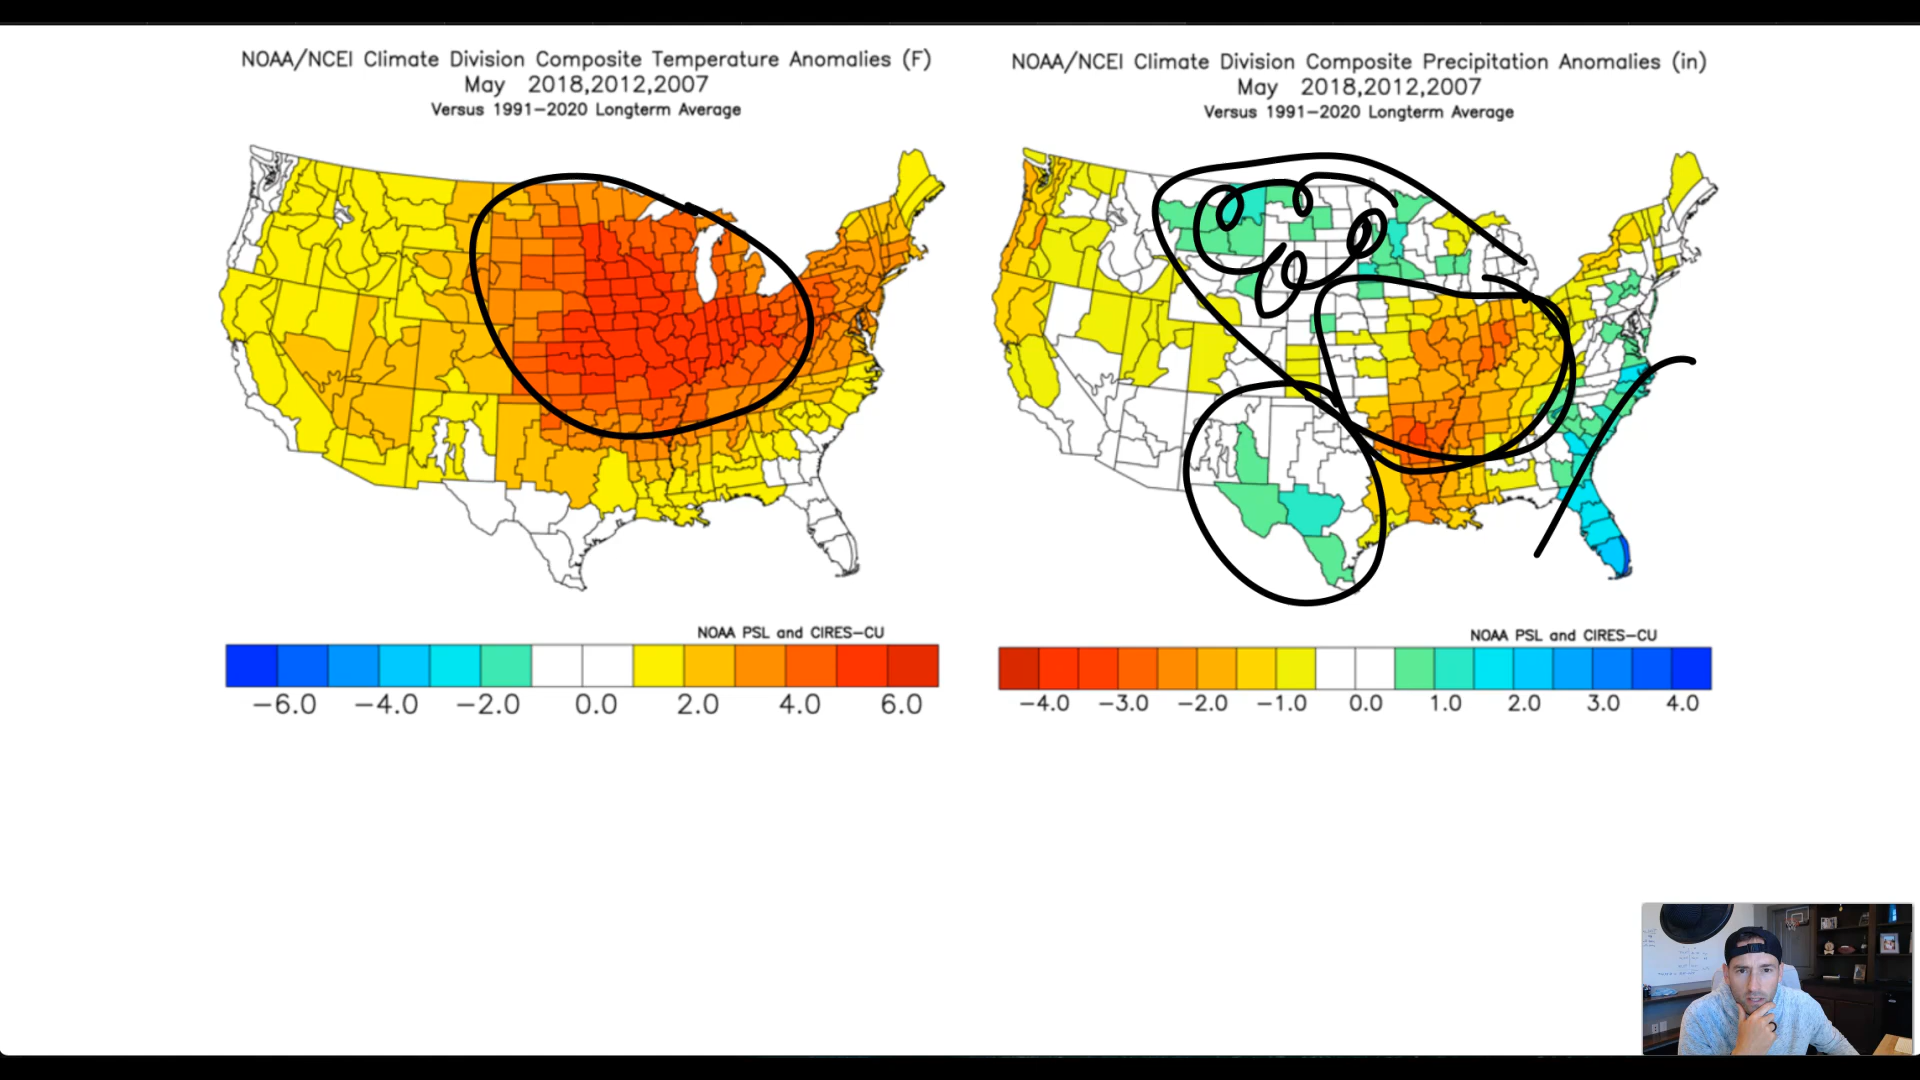 NOAA/NCEI Climate Division Composite Temperature Anomalies (F)
May 2018,2012,2007
Versus 1991-2020 Longterm Average
NOAA PSL and CIRES-CU
-6.0 -4.0 -2.0 0.0 2.0 4.0 6.0
NOAA/NCEI Climate Division Composite Precipitation Anomalies (in)
May 2018,2012,2007
Versus 1991-2020 Longterm Average
NOAA PSL and CIRES-CU
-4.0 -3.0 -2.0 -1.0 0.0 1.0 2.0 3.0 4.0